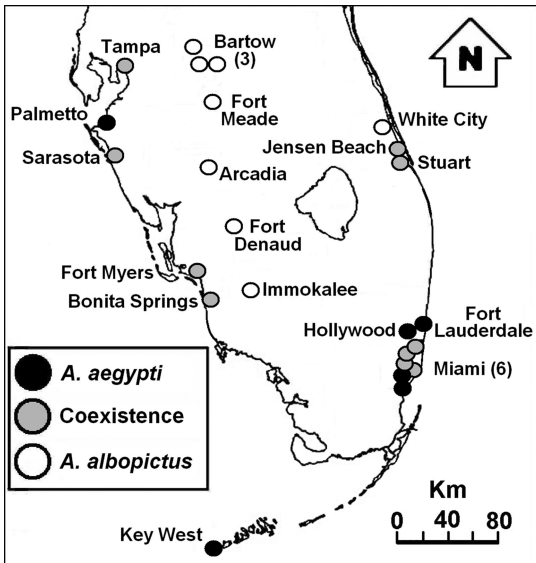 Tampa
Bartow
(3)
N
Fort
Meade
Palmetto
White City
Jensen Beach
Sarasota
Stuart
Arcadia
Fort
Denaud
Fort Myers
Immokalee
Bonita Springs
Fort
Hollywood
Lauderdale
Miami (6)
A. aegypti
Coexistence
A. albopictus
Km
0 40 80
Key West